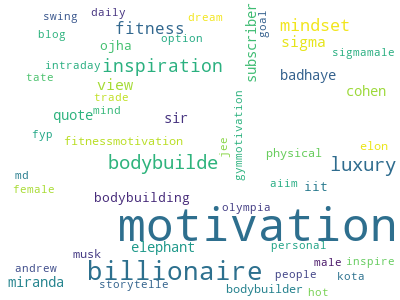 swing daily dream
blog fitness option
ojha subscriber goal mindset
sigma
sigmamale
intraday inspiration badhaye
tate view cohen
trade
quote mind sir
fyp fitnessmotivation jee gymmotivation elon
physical
bodybuilde luxury
md
female bodybuilding aiim iit
olympia
motivation
elephant personal
musk male inspire
andrew billionaire people kota
miranda storytelle bodybuilder hot